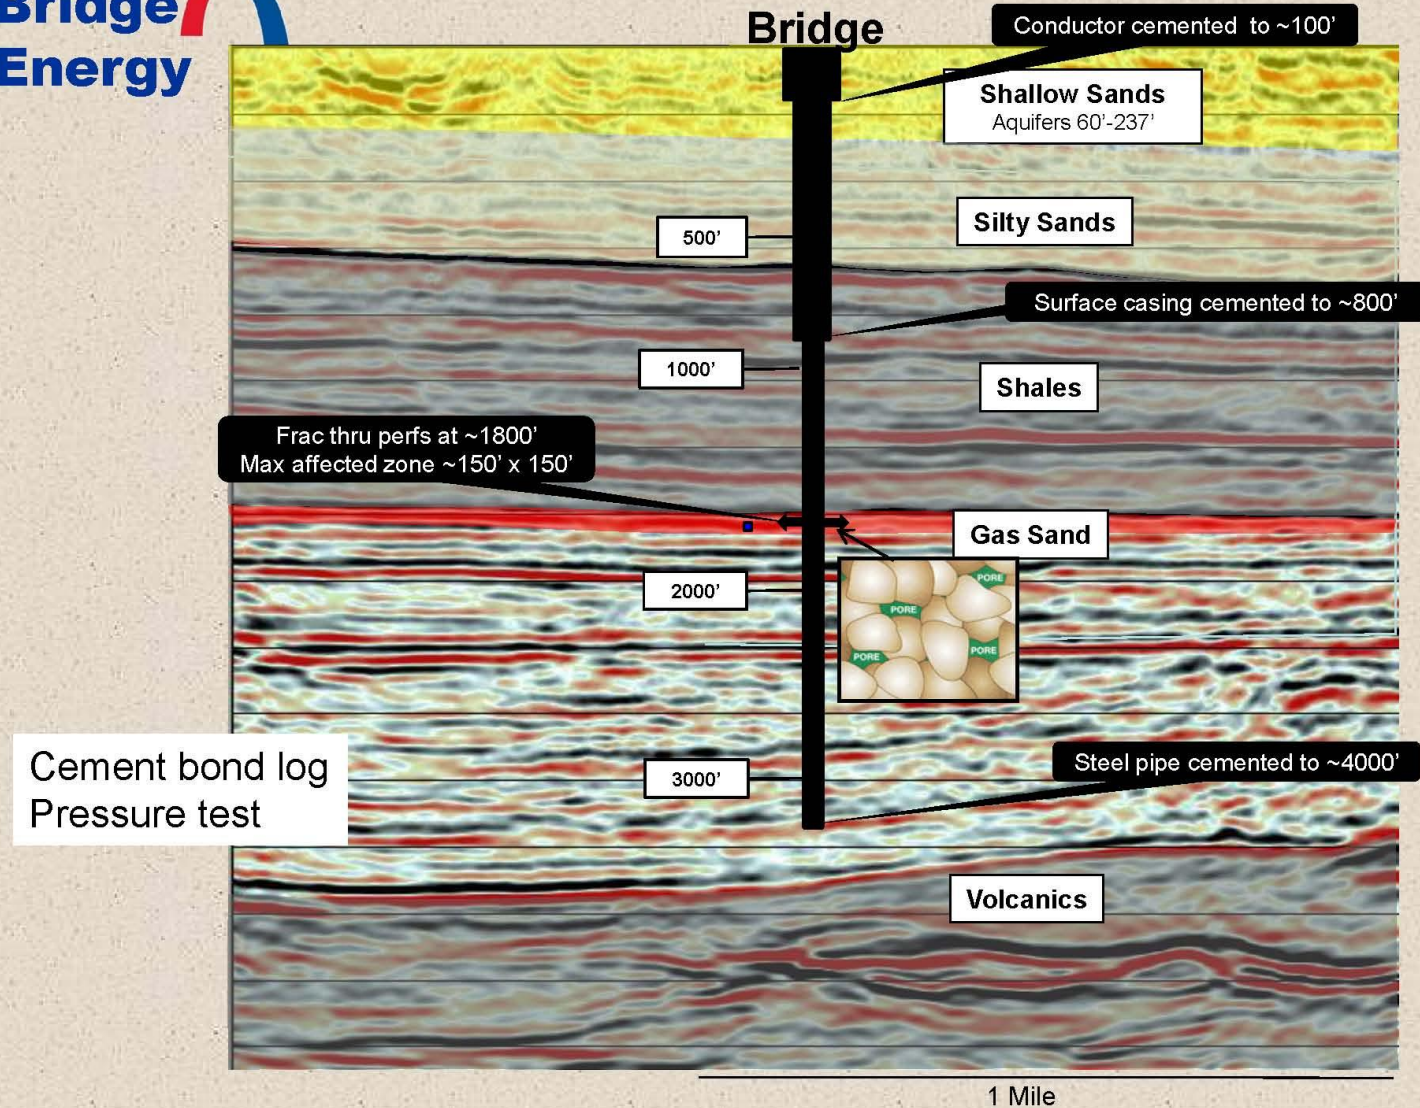 Bridge
Energy
Bridge
Conductor cemented to ~100’
Shallow Sands
Aquifers 60’-237’
Silty Sands
500’
Surface casing cemented to ~800’
1000’
Shales
Frac thru perfs at ~1800’
Max affected zone ~150’ x 150’
Gas Sand
2000’
PORE
PORE
PORE
PORE
Cement bond log
Pressure test
3000’
Steel pipe cemented to ~4000’
Volcanics
1 Mile